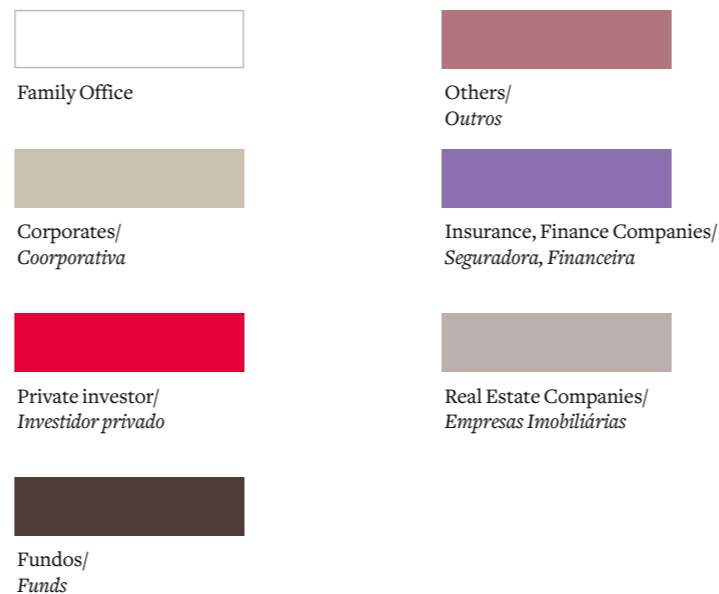 Family Office
Others/
Outros
Corporates/
Coorporativa
Insurance, Finance Companies/
Seguradora, Financeira
Private investor/
Investidor privado
Real Estate Companies/
Empresas Imobiliárias
Fundos/
Funds